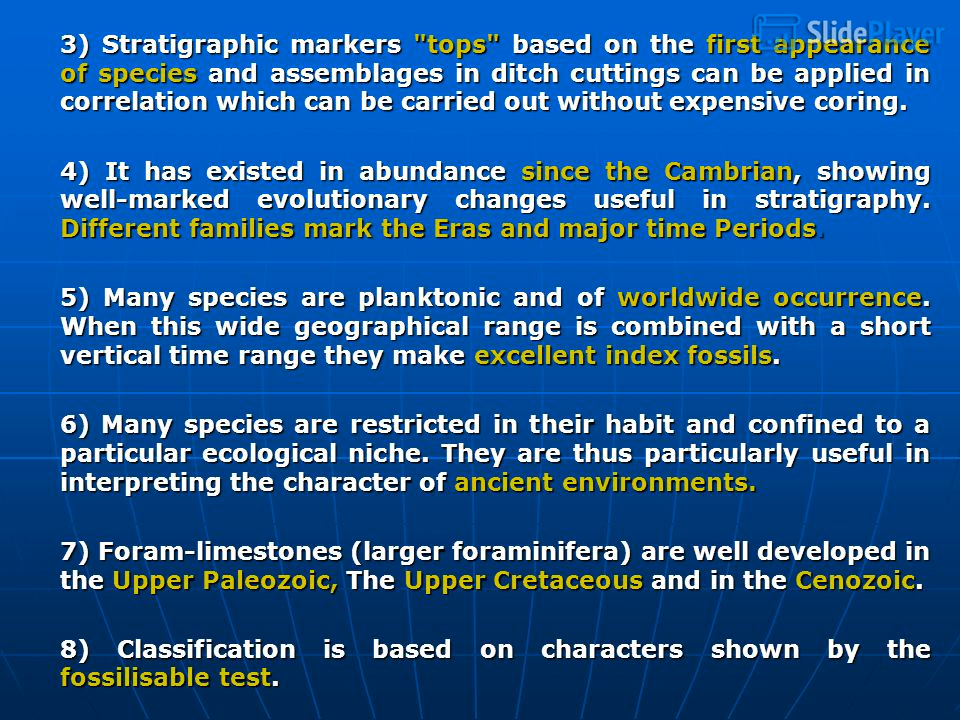 SlidePlayer
3) Stratigraphic markers "tops" based on the first appearance
of species and assemblages in ditch cuttings can be applied in
correlation which can be carried out without expensive coring.
4) It has existed in abundance since the Cambrian, showing
well-marked evolutionary changes useful in stratigraphy.
Different families mark the Eras and major time Periods.
5) Many species are planktonic and of worldwide occurrence.
When this wide geographical range is combined with a short
vertical time range they make excellent index fossils.
6) Many species are restricted in their habit and confined to a
particular ecological niche. They are thus particularly useful in
interpreting the character of ancient environments.
7) Foram-limestones (larger foraminifera) are well developed in
the Upper Paleozoic, The Upper Cretaceous and in the Cenozoic.
8) Classification is based on characters shown by the
fossilisable test.